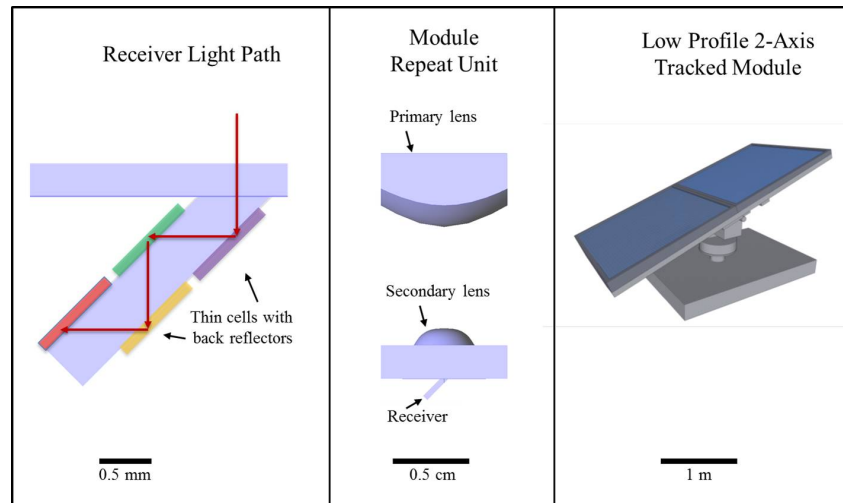 Receiver Light Path
Thin cells with
back reflectors
0.5 mm
Module
Repeat Unit
Primary lens
Secondary lens
Receiver
0.5 cm
Low Profile 2-Axis
Tracked Module
1 m